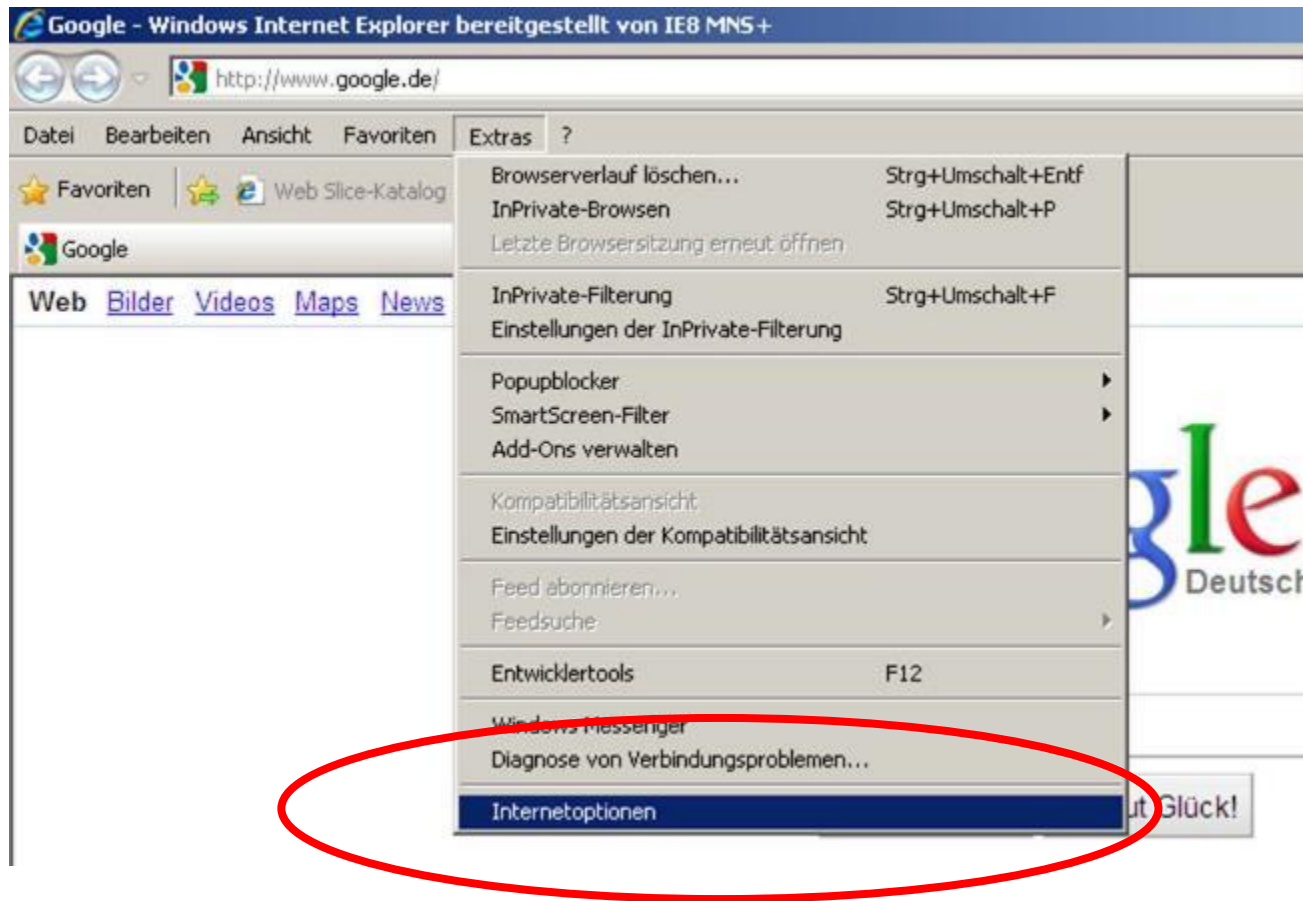 Google - Windows Internet Explorer bereitgestellt von IE8 MNS+
http://www.google.de/
Datei Bearbeiten Ansicht Favoriten Extras ?
Favoriten Web Slice-Katalog
Google
Web Bilder Videos Maps News
Browserverlauf löschen... Strg+Umschalt+Entf
InPrivate-Browsen Strg+Umschalt+P
Letzte Browsersitzung erneut öffnen
InPrivate-Filterung Strg+Umschalt+F
Einstellungen der InPrivate-Filterung
Popupblocker
SmartScreen-Filter
Add-Ons verwalten
Kompatibilitätsansicht
Einstellungen der Kompatibilitätsansicht
Feed abonnieren...
Feedsuche
Entwicklertools F12
Windows Messenger
Diagnose von Verbindungsproblemen...
Internetoptionen
gle
Deutsch
ut Glück!